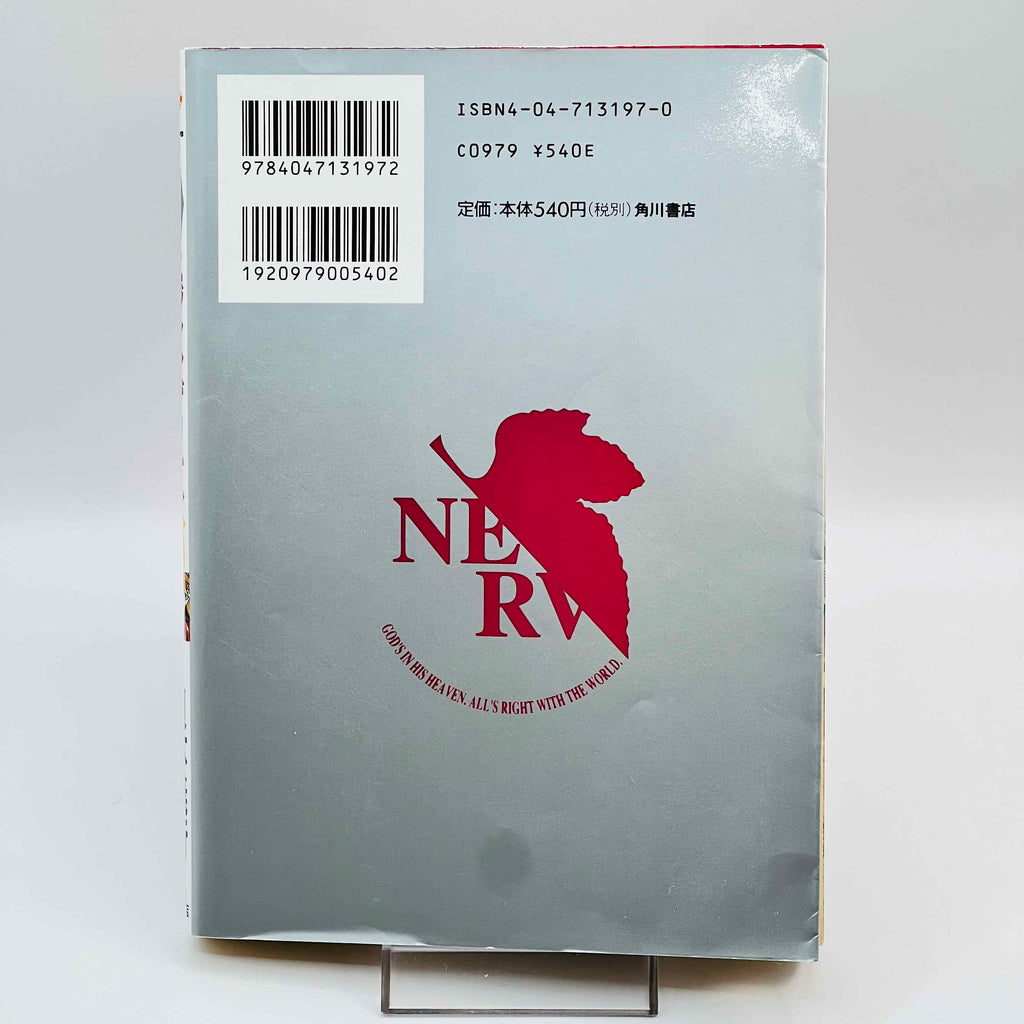 9784047131972
1920979005402
ISBN4-04-713197-0
C0979 ¥540E
定価:本体540円(税別)角川書店
NERV
GOD'S IN HIS HEAVEN. ALL'S RIGHT WITH THE WORLD.